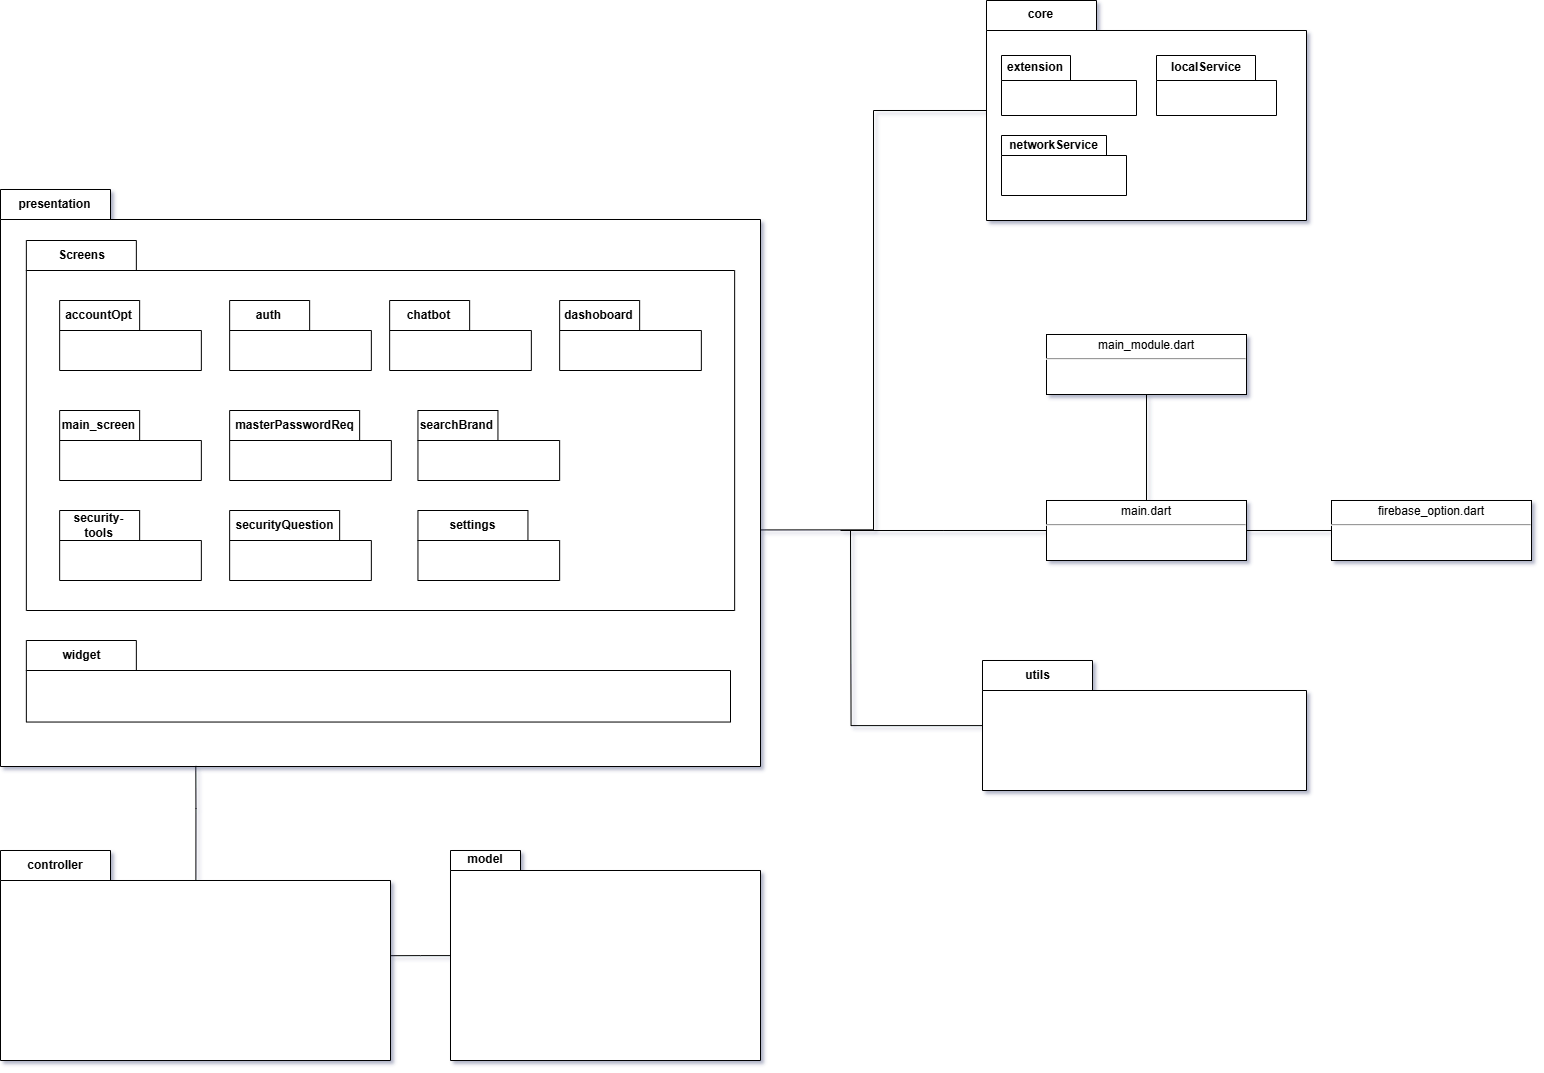 core
extension
localService
networkService
presentation
Screens
accountOpt
auth
chatbot
dashoboard
main_module.dart
main_screen
masterPasswordReq
searchBrand
security-
tools
securityQuestion
settings
main.dart
firebase_option.dart
widget
utils
controller
model